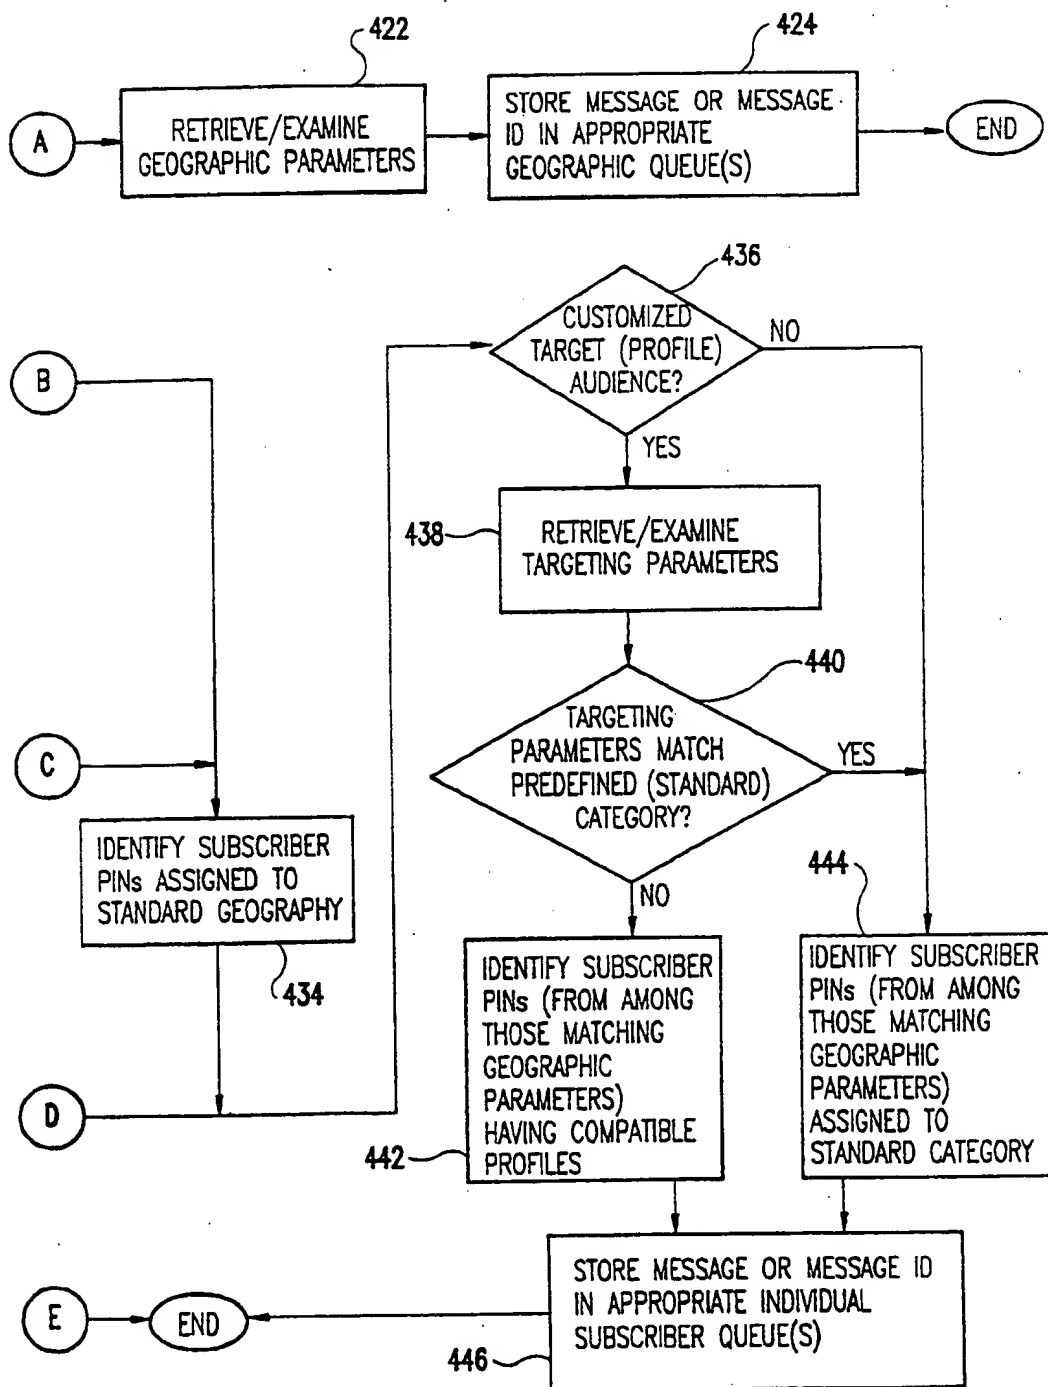 422
424
A
RETRIEVE/EXAMINE
GEOGRAPHIC PARAMETERS
STORE MESSAGE OR MESSAGE
ID IN APPROPRIATE
GEOGRAPHIC QUEUE(S)
END
436
CUSTOMIZED
TARGET (PROFILE)
AUDIENCE?
NO
B
YES
438
RETRIEVE/EXAMINE
TARGETING PARAMETERS
440
TARGETING
PARAMETERS MATCH
PREDEFINED (STANDARD)
CATEGORY?
YES
C
IDENTIFY SUBSCRIBER
PINs ASSIGNED TO
STANDARD GEOGRAPHY
434
NO
444
IDENTIFY SUBSCRIBER
PINs (FROM AMONG
THOSE MATCHING
GEOGRAPHIC
PARAMETERS)
HAVING COMPATIBLE
PROFILES
442
IDENTIFY SUBSCRIBER
PINs (FROM AMONG
THOSE MATCHING
GEOGRAPHIC
PARAMETERS)
ASSIGNED TO
STANDARD CATEGORY
D
STORE MESSAGE OR MESSAGE ID
IN APPROPRIATE INDIVIDUAL
SUBSCRIBER QUEUE(S)
446
E
END